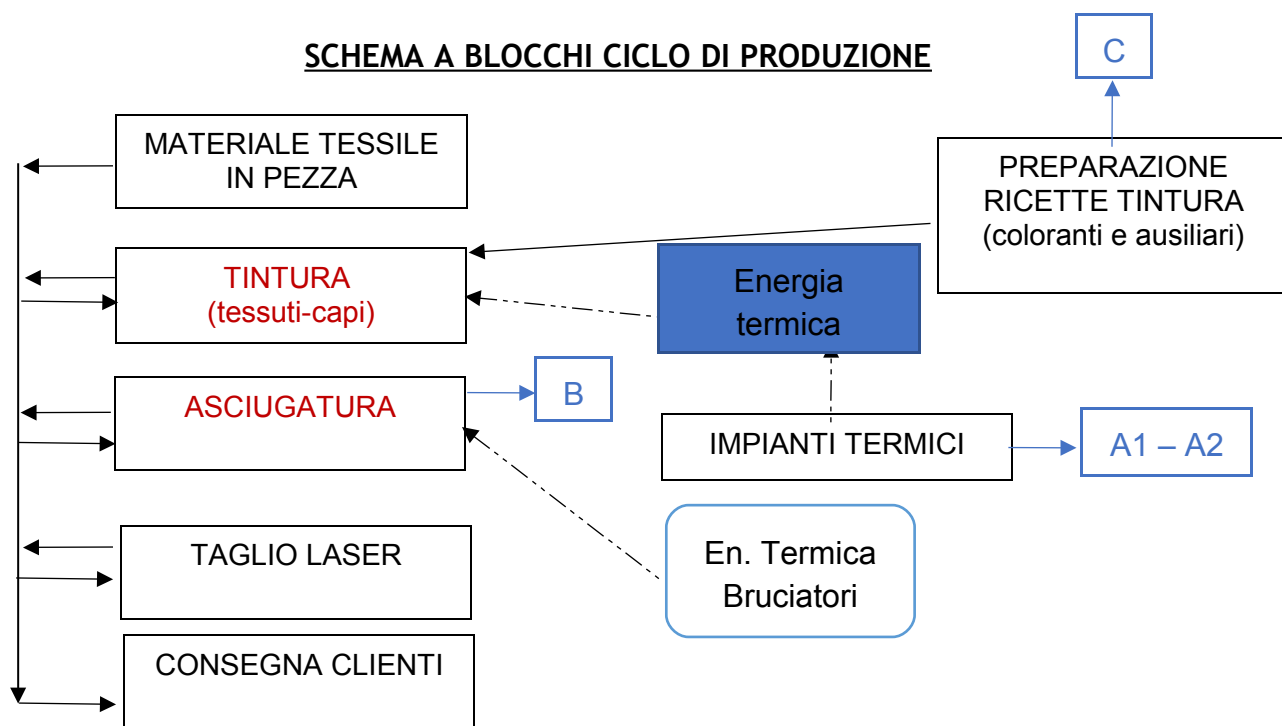 SCHEMA A BLOCCHI CICLO DI PRODUZIONE
C
MATERIALE TESSILE
IN PEZZA
PREPARAZIONE
RICETTE TINTURA
(coloranti e ausiliari)
TINTURA
(tessuti-capi)
Energia
termica
ASCIUGATURA
B
IMPIANTI TERMICI
A1 – A2
TAGLIO LASER
En. Termica
Bruciatori
CONSEGNA CLIENTI